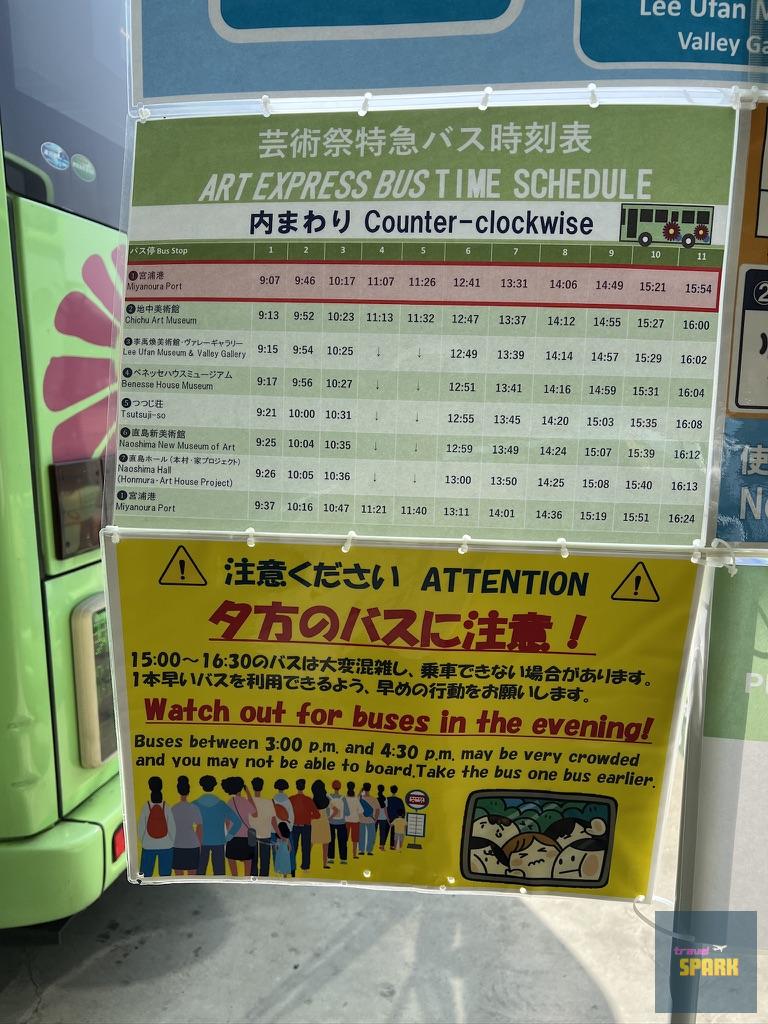 Lee Ufan
Valley
芸術祭特急バス時刻表
ART EXPRESS BUS TIME SCHEDULE
内まわり Counter-clockwise
バス停 Bus Stop 1 2 3 4 5 6 7 8 9 10 11
❶宮浦港 Miyanoura Port 9:07 9:46 10:17 11:07 11:26 12:41 13:31 14:06 14:49 15:21 15:54
❷地中美術館 Chichu Art Museum 9:13 9:52 10:23 11:13 11:32 12:47 13:37 14:12 14:55 15:27 16:00
❸李禹煥美術館・ヴァレーギャラリー Lee Ufan Museum & Valley Gallery 9:15 9:54 10:25 ↓ ↓ 12:49 13:39 14:14 14:57 15:29 16:02
❹ベネッセハウスミュージアム Benesse House Museum 9:17 9:56 10:27 ↓ ↓ 12:51 13:41 14:16 14:59 15:31 16:04
❺つつじ荘 Tsutsuji-so 9:21 10:00 10:31 ↓ ↓ 12:55 13:45 14:20 15:03 15:35 16:08
❻直島新美術館 Naoshima New Museum of Art 9:25 10:04 10:35 ↓ ↓ 12:59 13:49 14:24 15:07 15:39 16:12
❼直島ホール(本村・家プロジェクト) Naoshima Hall (Honmura・Art House Project) 9:26 10:05 10:36 ↓ ↓ 13:00 13:50 14:25 15:08 15:40 16:13
❶宮浦港 Miyanoura Port 9:37 10:16 10:47 11:21 11:40 13:11 14:01 14:36 15:19 15:51 16:24
注意ください ATTENTION
夕方のバスに注意！
15:00～16:30のバスは大変混雑し、乗車できない場合があります。
1本早いバスを利用できるよう、早めの行動をお願いします。
Watch out for buses in the evening!
Buses between 3:00 p.m. and 4:30 p.m. may be very crowded
and you may not be able to board.Take the bus one bus earlier.
travel
SPARK